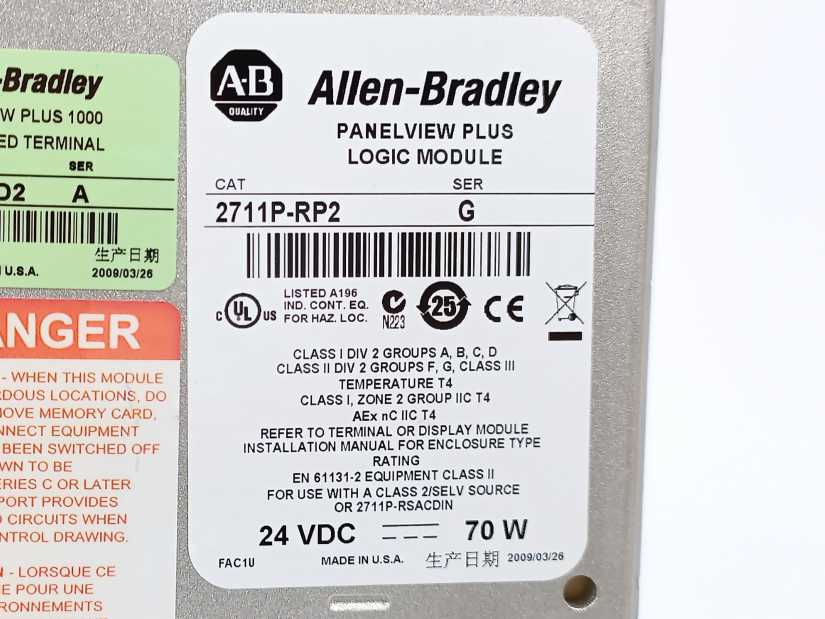 -Bradley
W PLUS 1000
ED TERMINAL
SER
D2 A
生产日期
U.S.A. 2009/03/26
ANGER
- WHEN THIS MODULE
RDOUS LOCATIONS, DO
MOVE MEMORY CARD,
NNECT EQUIPMENT
BEEN SWITCHED OFF
WN TO BE
ERIES C OR LATER
PORT PROVIDES
CIRCUITS WHEN
NTROL DRAWING.
N - LORSQUE CE
E POUR UNE
RONNEMENTS
A-B
QUALITY
Allen-Bradley
PANELVIEW PLUS
LOGIC MODULE
CAT SER
2711P-RP2 G
c UL US
LISTED A196
IND. CONT. EQ.
FOR HAZ. LOC.
N223
25
CE
CLASS I DIV 2 GROUPS A, B, C, D
CLASS II DIV 2 GROUPS F, G, CLASS III
TEMPERATURE T4
CLASS I, ZONE 2 GROUP IIC T4
AEx nC IIC T4
REFER TO TERMINAL OR DISPLAY MODULE
INSTALLATION MANUAL FOR ENCLOSURE TYPE
RATING
EN 61131-2 EQUIPMENT CLASS II
FOR USE WITH A CLASS 2/SELV SOURCE
OR 2711P-RSACDIN
24 VDC 70 W
FAC1U MADE IN U.S.A. 生产日期 2009/03/26